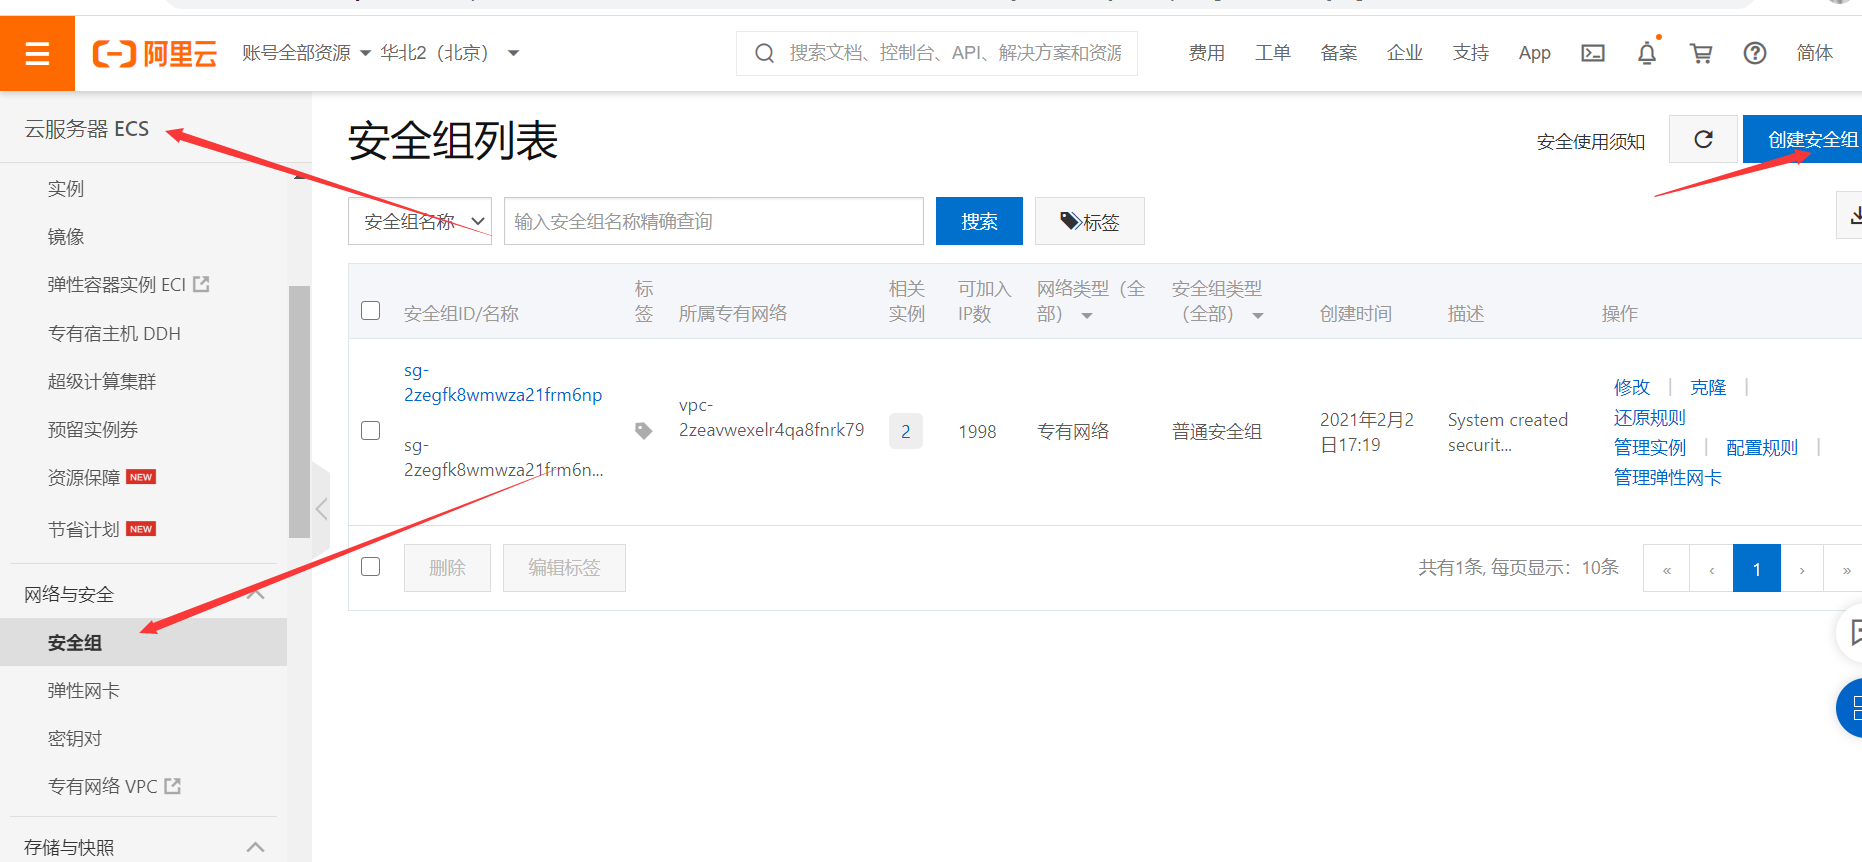 阿里云
账号全部资源
华北2（北京）
搜索文档、控制台、API、解决方案和资源
费用
工单
备案
企业
支持
App
简体
云服务器 ECS
实例
镜像
弹性容器实例 ECI
专有宿主机 DDH
超级计算集群
预留实例券
资源保障 NEW
节省计划 NEW
网络与安全
安全组
弹性网卡
密钥对
专有网络 VPC
存储与快照
安全组列表
安全使用须知
创建安全组
安全组名称
输入安全组名称精确查询
搜索
标签
安全组ID/名称
标
签
所属专有网络
相关
实例
可加入
IP数
网络类型（全
部）
安全组类型
（全部）
创建时间
描述
操作
sg-
2zegfk8wmwza21frm6np
sg-
2zegfk8wmwza21frm6n...
vpc-
2zeavwexelr4qa8fnrk79
2
1998
专有网络
普通安全组
2021年2月2
日17:19
System created
securit...
修改 | 克隆 |
还原规则
管理实例 | 配置规则 |
管理弹性网卡
删除
编辑标签
共有1条, 每页显示：10条
« ‹ 1 › »